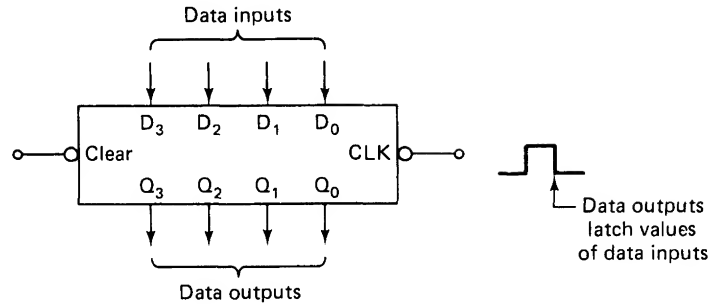 Data inputs
D3 D2 D1 D0
Clear CLK
Q3 Q2 Q1 Q0
Data outputs
Data outputs
latch values
of data inputs